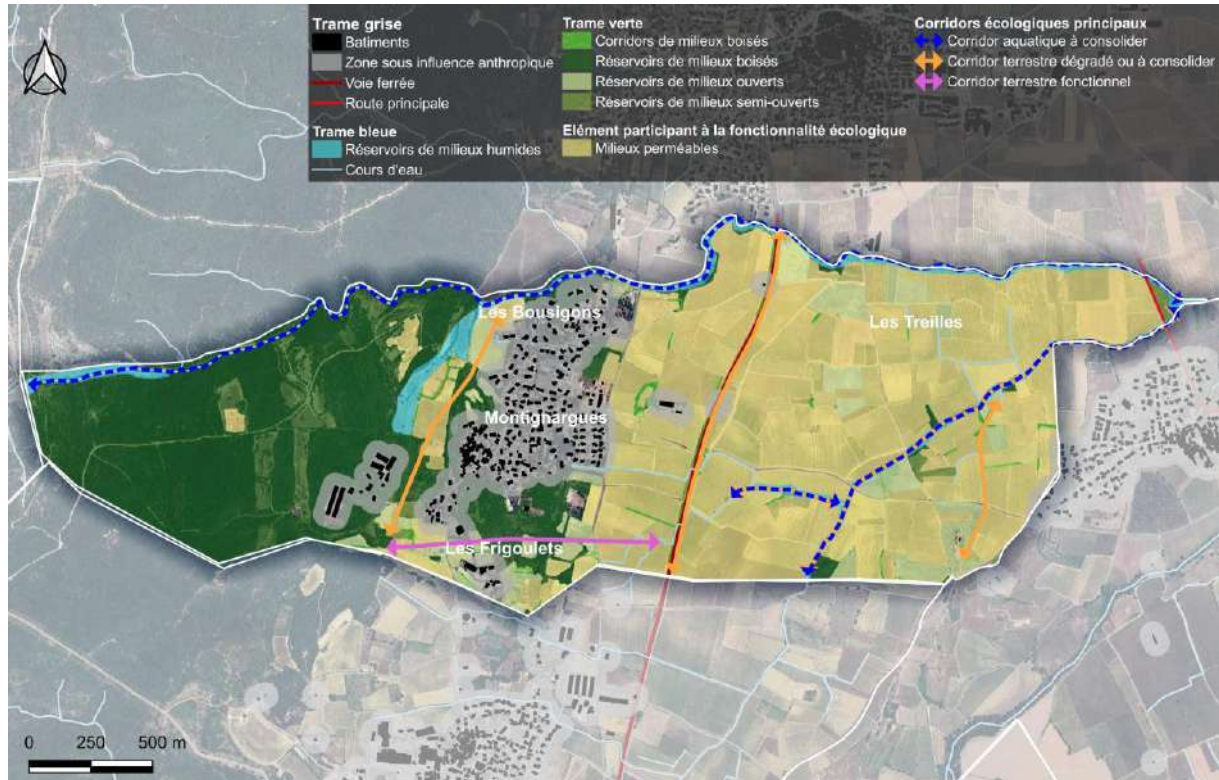 N
Trame grise
Batiments
Zone sous influence anthropique
Voie ferrée
Route principale
Trame bleue
Réservoirs de milieux humides
Cours d'eau
Trame verte
Corridors de milieux boisés
Réservoirs de milieux boisés
Réservoirs de milieux ouverts
Réservoirs de milieux semi-ouverts
Elément participant à la fonctionnalité écologique
Milieux perméables
Corridors écologiques principaux
Corridor aquatique à consolider
Corridor terrestre dégradé ou à consolider
Corridor terrestre fonctionnel
Les Bousigons
Les Treilles
Montignargues
Les Frigoulets
0 250 500 m